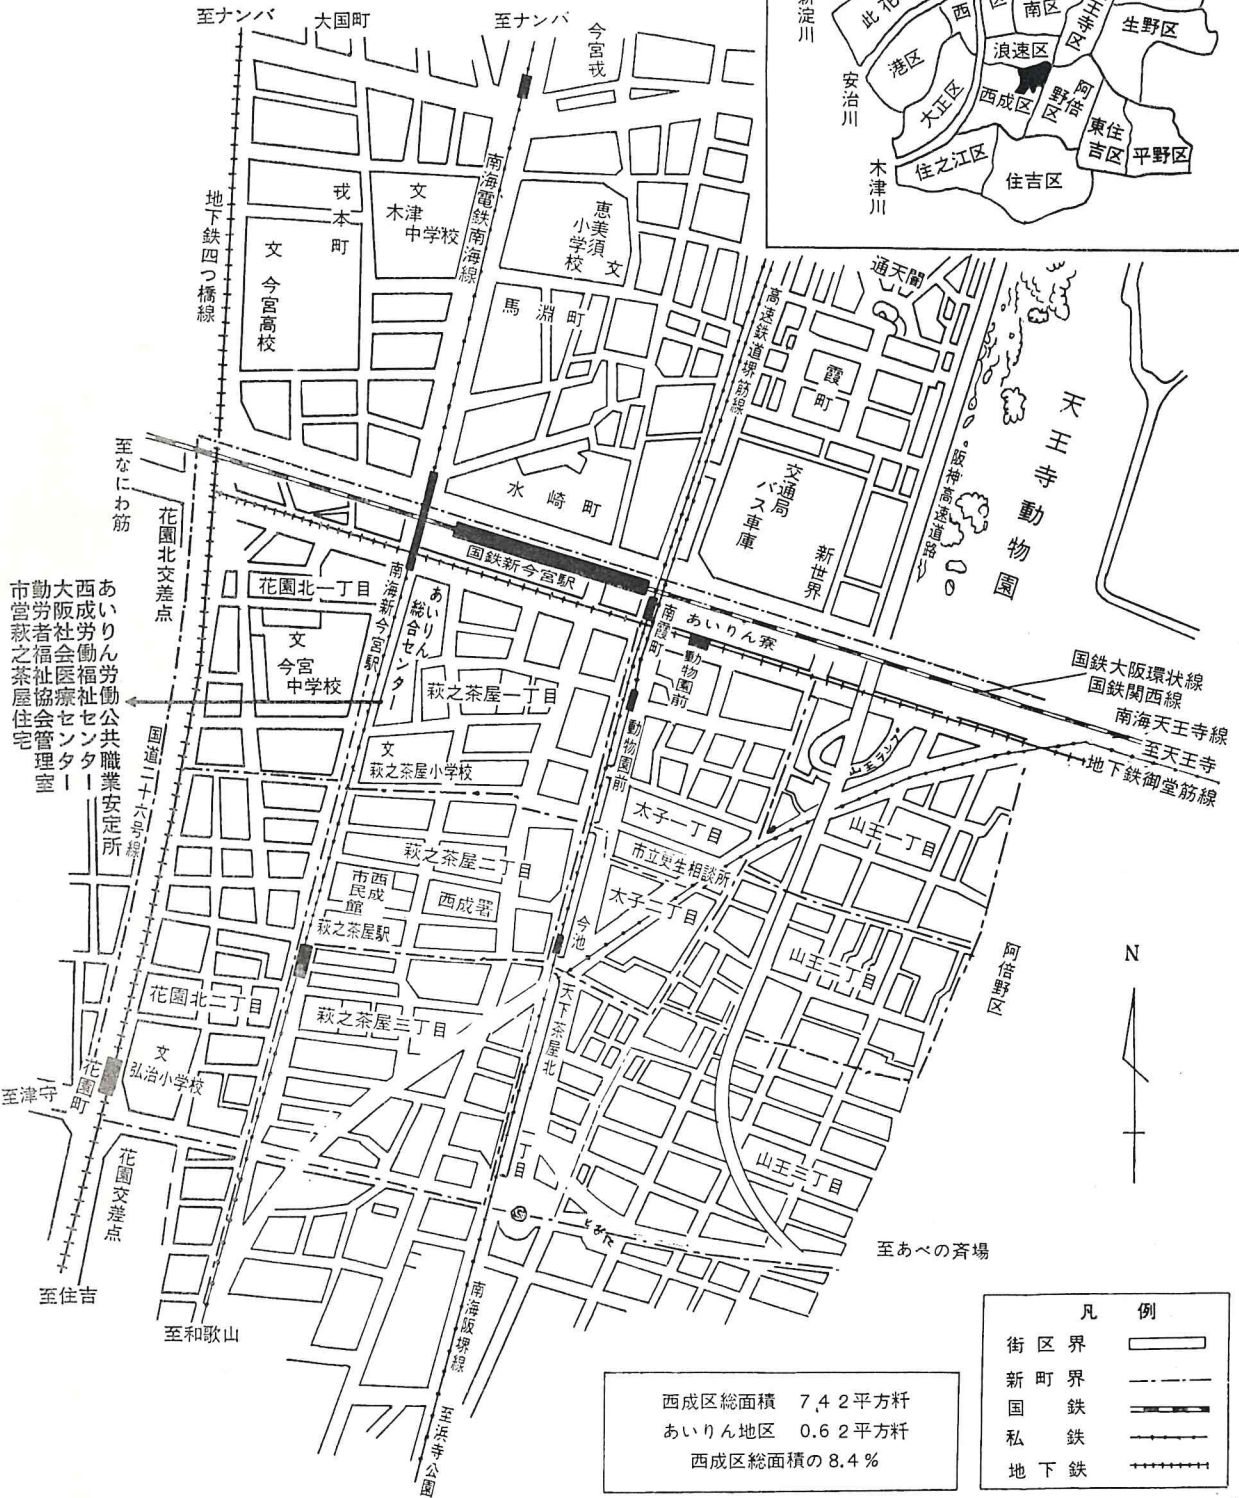 至ナンバ
大国町
至ナンバ
今宮戎
新淀川
此花
西
区
南区
天王寺区
生野区
港区
浪速区
安治川
大正区
西成区
阿倍野区
東住吉区
平野区
木津川
住之江区
住吉区
地下鉄四つ橋線
戎本町
文
木津
中学校
南海電鉄南海線
恵美須
小学校
文
文
今宮高校
馬淵町
高速鉄道堺筋線
通天閣
霞町
天王寺動物園
阪神高速道路
交通局
バス車庫
新世界
水崎町
至なにわ筋
花園北交差点
国鉄新今宮駅
花園北一丁目
南海新今宮駅
あいりん
総合センター
南霞町
あいりん寮
動物園前
文
今宮
中学校
萩之茶屋一丁目
国鉄大阪環状線
国鉄関西線
南海天王寺線
至天王寺
地下鉄御堂筋線
あいりん労働公共職業安定所
西成労働福祉センター
大阪社会医療センター
勤労者福祉協会管理室
市営萩之茶屋住宅
国道二十六号線
文
萩之茶屋小学校
動物園前
山王ランプ
太子一丁目
山王一丁目
市立更生相談所
萩之茶屋二丁目
西成
市民館
西成署
太子二丁目
萩之茶屋駅
今池
山王二丁目
阿倍野区
N
花園北二丁目
萩之茶屋三丁目
天下茶屋北
文
弘治小学校
花園町
至津守
丁目
山王三丁目
花園交差点
とびた
至あべの斉場
至住吉
至和歌山
南海阪堺線
至浜寺公園
西成区総面積 7.42平方粁
あいりん地区 0.62平方粁
西成区総面積の8.4%
凡例
街区界
新町界
国鉄
私鉄
地下鉄